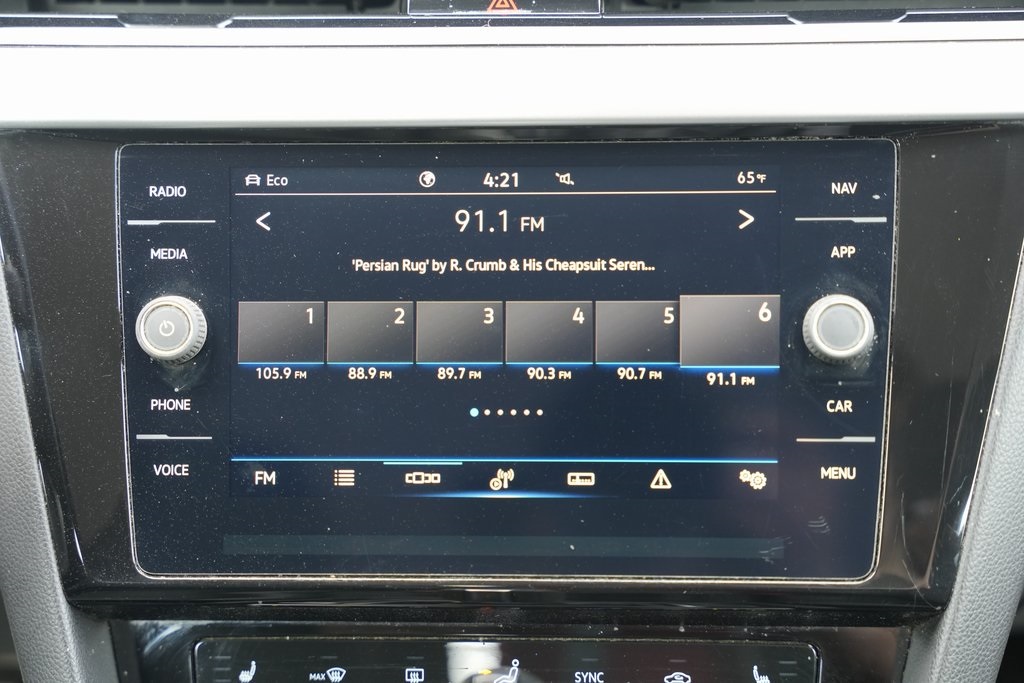 RADIO
MEDIA
PHONE
VOICE
Eco 4:21 65°F
91.1 FM
'Persian Rug' by R. Crumb & His Cheapsuit Seren...
1 2 3 4 5 6
105.9 FM 88.9 FM 89.7 FM 90.3 FM 90.7 FM 91.1 FM
FM
NAV
APP
CAR
MENU
MAX SYNC